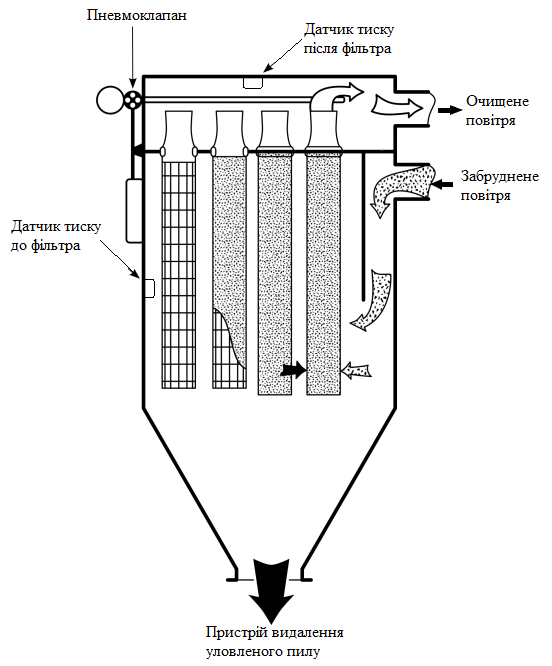 Пневмоклапан
Датчик тиску
після фільтра
Очищене
повітря
Забруднене
повітря
Датчик тиску
до фільтра
Пристрій видалення
уловленого пилу